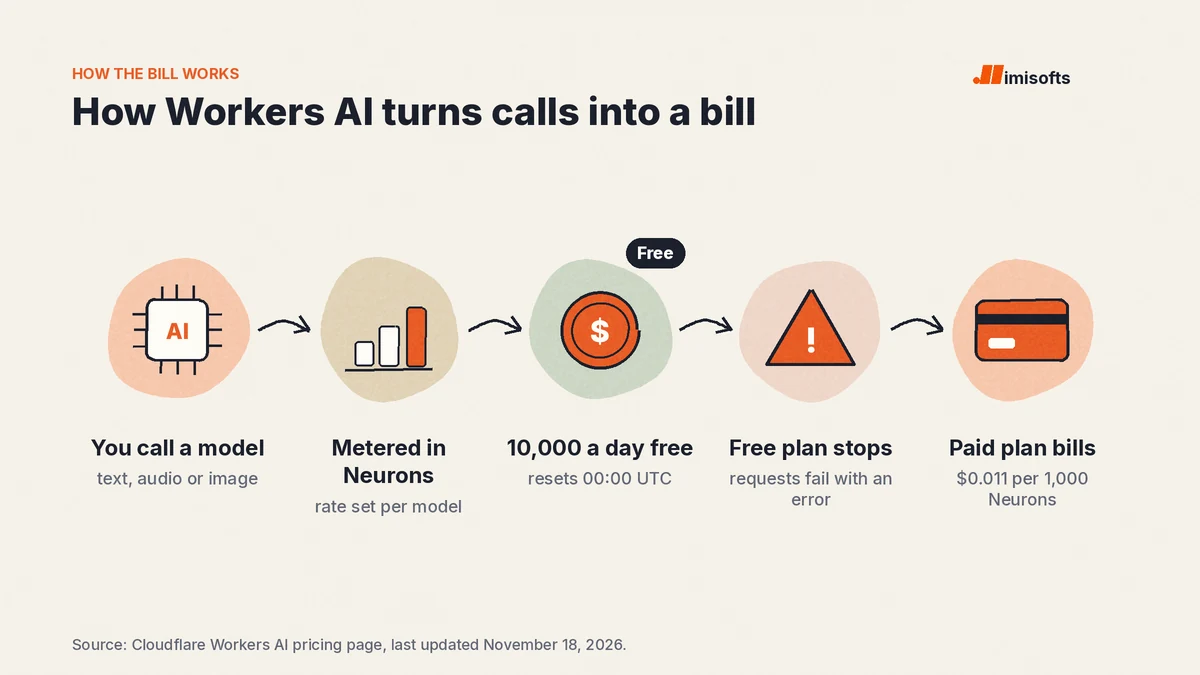 HOW THE BILL WORKS
imisofts
How Workers AI turns calls into a bill
Free
AI
$
!
You call a model
text, audio or image
Metered in
Neurons
rate set per model
10,000 a day free
resets 00:00 UTC
Free plan stops
requests fail with an
error
Paid plan bills
$0.011 per 1,000
Neurons
Source: Cloudflare Workers AI pricing page, last updated November 18, 2026.